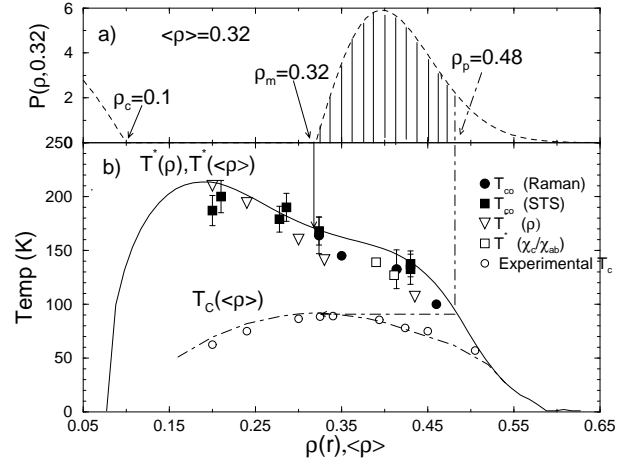 6
4
2
0
P(ρ,0.32)
a)
<ρ>=0.32
ρc=0.1
ρm=0.32
ρp=0.48
250
200
150
100
50
0
Temp (K)
b)
T*(ρ),T*(<ρ>)
Tco (Raman)
Tco (STS)
T* (ρ)
T* (χc/χab)
Experimental Tc
TC(<ρ>)
0.05 0.15 0.25 0.35 0.45 0.55 0.65
ρ(r),<ρ>